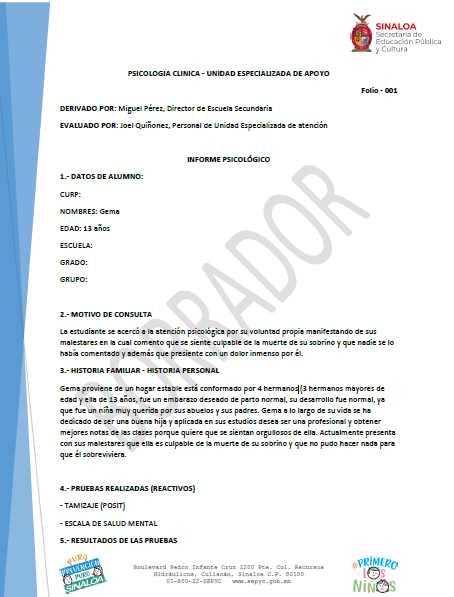 SINALOA
Secretaría de
Educación Pública
y Cultura
PSICOLOGIA CLINICA - UNIDAD ESPECIALIZADA DE APOYO
Folio - 001
DERIVADO POR: Miguel Pérez, Director de Escuela Secundaria
EVALUADO POR: Joel Quiñonez, Personal de Unidad Especializada de atención
INFORME PSICOLÓGICO
1.- DATOS DE ALUMNO:
CURP:
NOMBRES: Gema
EDAD: 13 años
ESCUELA:
GRADO:
GRUPO:
BORRADOR
2.- MOTIVO DE CONSULTA
La estudiante se acercó a la atención psicológica por su voluntad propia manifestando de sus
malestares en la cual comento que se siente culpable de la muerte de su sobrino y que nadie se lo
había comentado y además que presiente con un dolor inmenso por él.
3.- HISTORIA FAMILIAR - HISTORIA PERSONAL
Gema proviene de un hogar estable está conformado por 4 hermanos(3 hermanos mayores de
edad y ella de 13 años, fue un embarazo deseado de parto normal, su desarrollo fue normal, ya
que fue un niña muy querida por sus abuelos y sus padres. Gema a lo largo de su vida se ha
dedicado de ser una buena hija y aplicada en sus estudios desea ser una profesional y obtener
mejores notas de las clases porque quiere que se sientan orgullosos de ella. Actualmente presenta
con sus malestares que ella es culpable de la muerte de su sobrino y que no pudo hacer nada para
que él sobreviviera.
4.- PRUEBAS REALIZADAS (REACTIVOS)
- TAMIZAJE (POSIT)
- ESCALA DE SALUD MENTAL
5.- RESULTADOS DE LAS PRUEBAS
PURA
PREVENCIÓN
PURO
SINALOA
Boulevard Pedro Infante Cruz 2200 Pte. Col. Recursos
Hidráulicos, Culiacán, Sinaloa C.P. 80100
01-800-22-SEPYC www.sepyc.gob.mx
#PRIMERO
LOS
NIÑOS